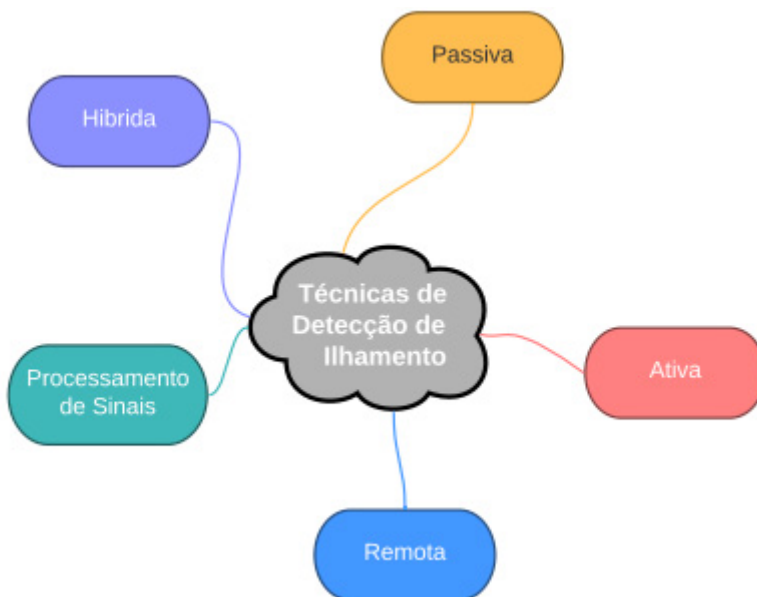 Passiva
Hibrida
Técnicas de
Detecção de
Ilhamento
Ativa
Processamento
de Sinais
Remota